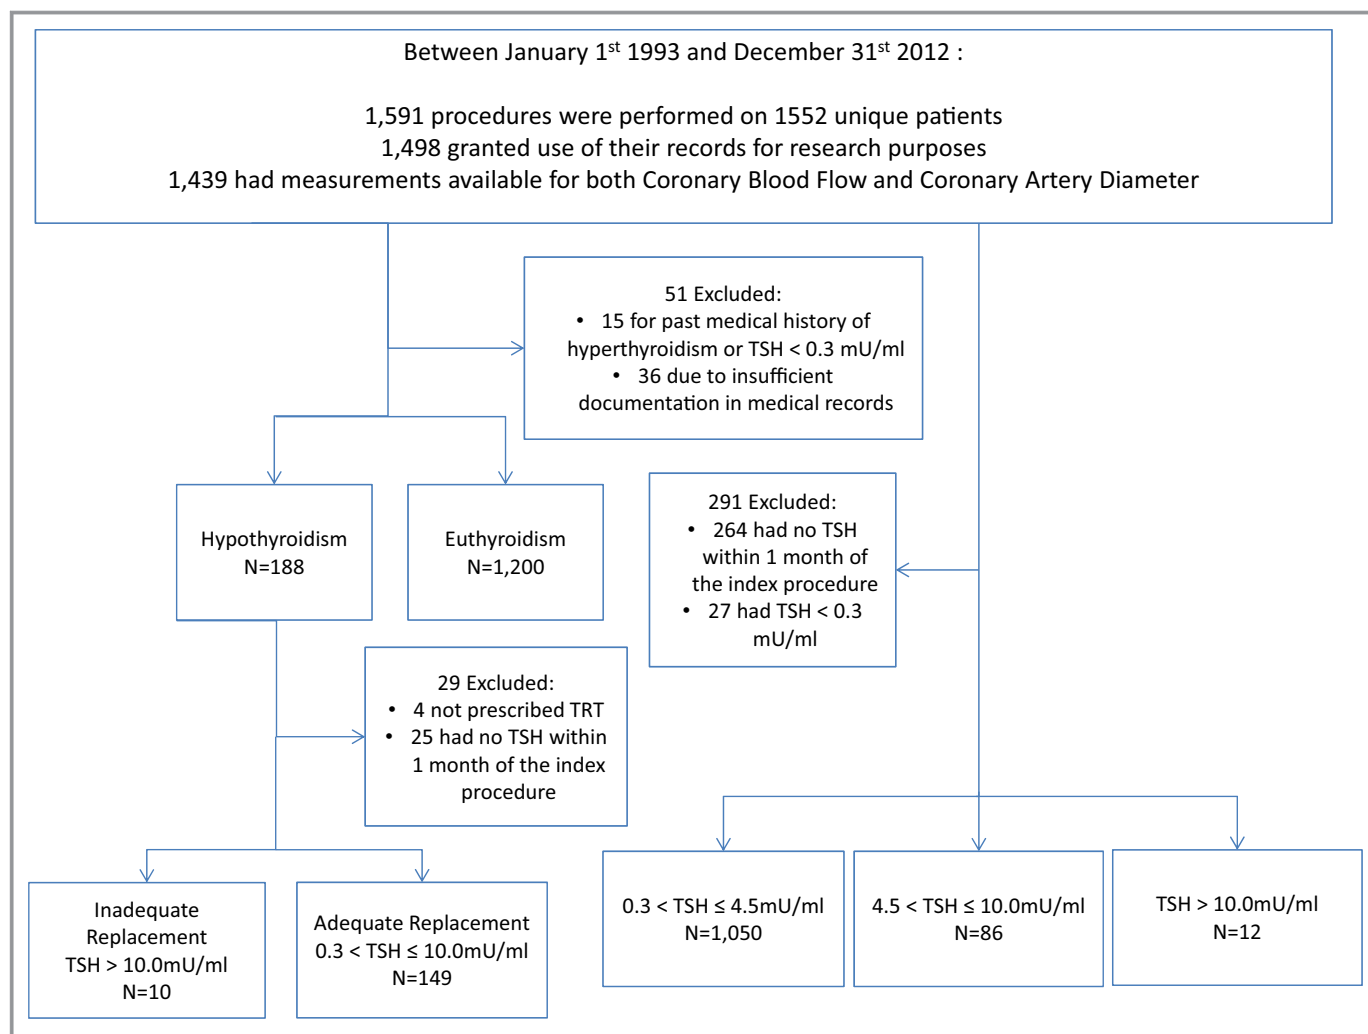 Between January 1st 1993 and December 31st 2012 :
1,591 procedures were performed on 1552 unique patients
1,498 granted use of their records for research purposes
1,439 had measurements available for both Coronary Blood Flow and Coronary Artery Diameter
51 Excluded:
• 15 for past medical history of
hyperthyroidism or TSH < 0.3 mU/ml
• 36 due to insufficient
documentation in medical records
Hypothyroidism
N=188
Euthyroidism
N=1,200
291 Excluded:
• 264 had no TSH
within 1 month of
the index procedure
• 27 had TSH < 0.3
mU/ml
29 Excluded:
• 4 not prescribed TRT
• 25 had no TSH within
1 month of the index
procedure
Inadequate
Replacement
TSH > 10.0mU/ml
N=10
Adequate Replacement
0.3 < TSH ≤ 10.0mU/ml
N=149
0.3 < TSH ≤ 4.5mU/ml
N=1,050
4.5 < TSH ≤ 10.0mU/ml
N=86
TSH > 10.0mU/ml
N=12